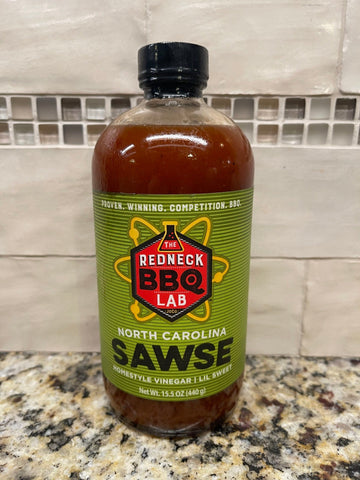 PROVEN. WINNING. COMPETITION. BBQ.
THE
REDNECK
BBQ
LAB
JOCO
NORTH CAROLINA
SAWSE
HOMESTYLE VINEGAR | LIL SWEET
Net Wt. 15.5 OZ (440 g)